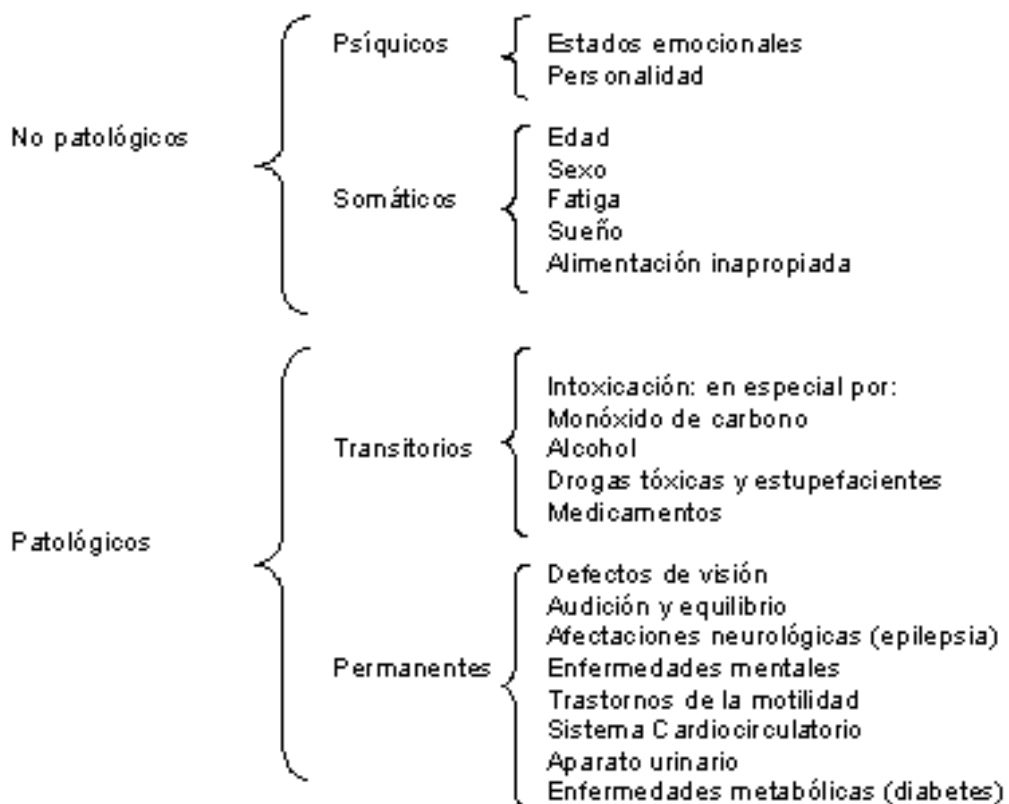 No patológicos
Psíquicos
Estados emocionales
Personalidad
Somáticos
Edad
Sexo
Fatiga
Sueño
Alimentación inapropiada
Patológicos
Transitorios
Intoxicación: en especial por:
Monóxido de carbono
Alcohol
Drogas tóxicas y estupefacientes
Medicamentos
Permanentes
Defectos de visión
Audición y equilibrio
Afectaciones neurológicas (epilepsia)
Enfermedades mentales
Trastornos de la motilidad
Sistema Cardiocirculatorio
Aparato urinario
Enfermedades metabólicas (diabetes)